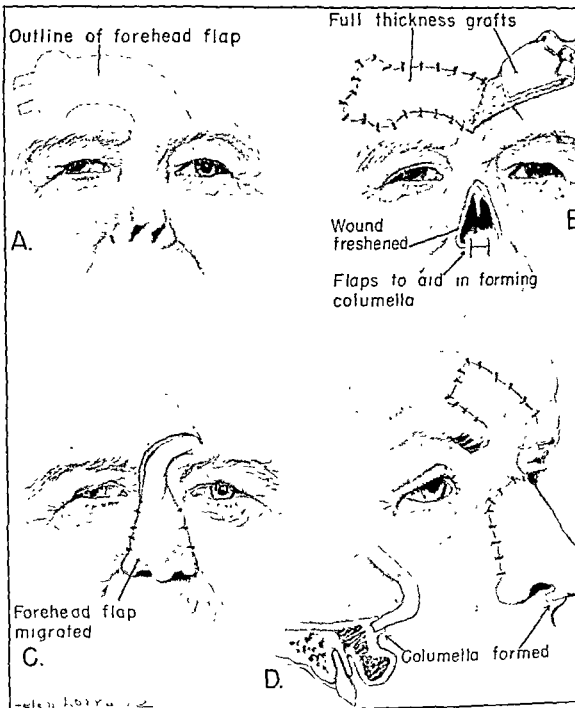 Outline of forehead flap
Full thickness grafts
A.
B
Wound
freshened
Flaps to aid in forming
columella
Forehead flap
migrated
C.
Columella formed
D.